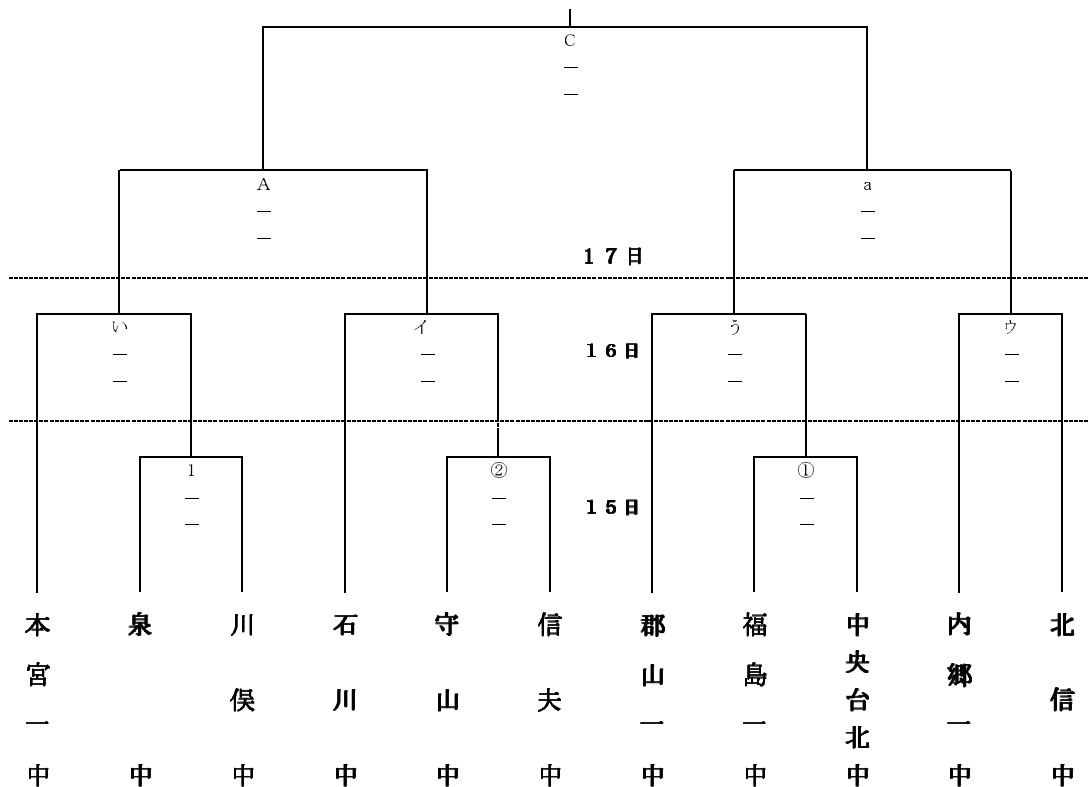 C
—
—
A
—
—
a
—
—
17日
い
—
—
イ
—
—
う
—
—
ウ
—
—
16日
1
—
—
②
—
—
①
—
—
15日
本宮一中
泉中
川俣中
石川中
守山中
信夫中
郡山一中
福島一中
中央台北中
内郷一中
北信中